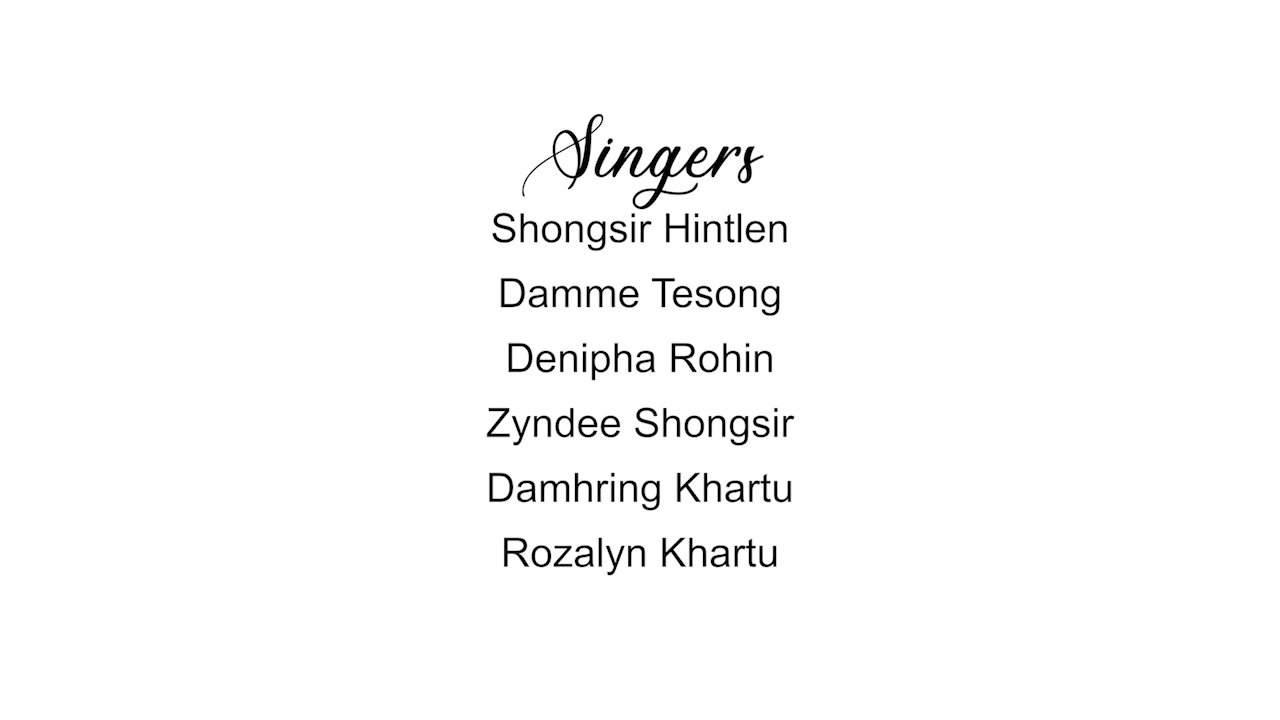 Singers
Shongsir Hintlen
Damme Tesong
Denipha Rohin
Zyndee Shongsir
Damhring Khartu
Rozalyn Khartu